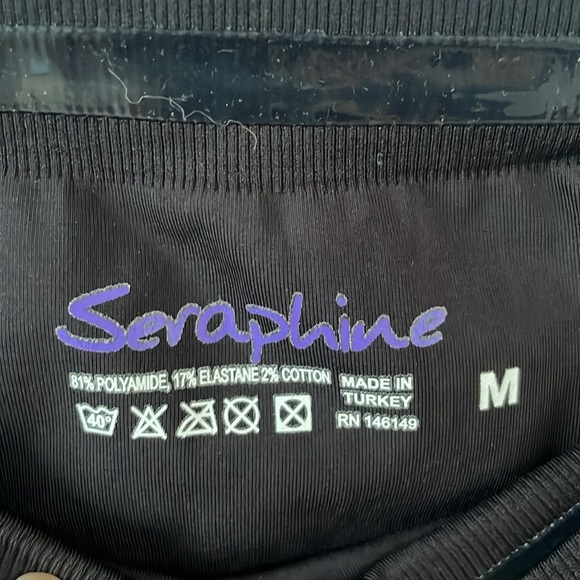 Seraphine
81% POLYAMIDE, 17% ELASTANE 2% COTTON
40°
MADE IN
TURKEY
RN 146149
M